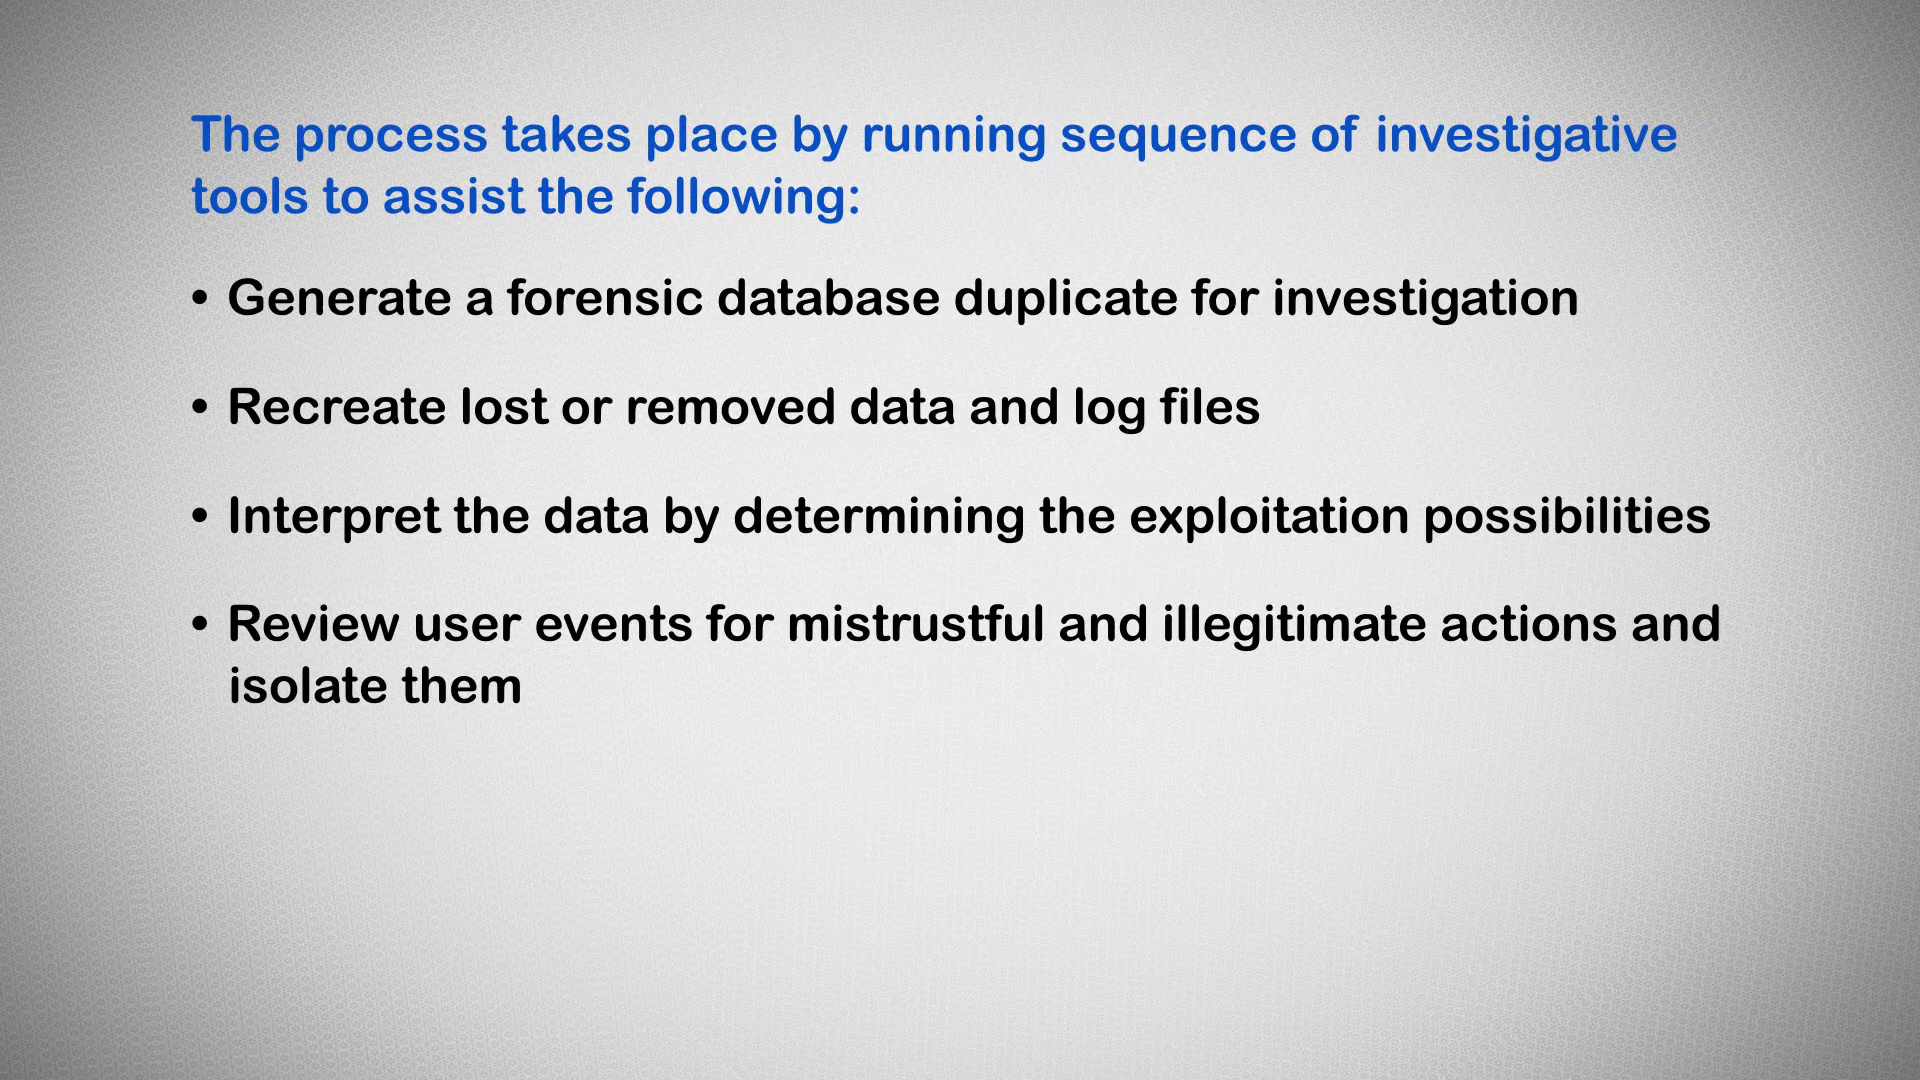 The process takes place by running sequence of investigative
tools to assist the following:
• Generate a forensic database duplicate for investigation
• Recreate lost or removed data and log files
• Interpret the data by determining the exploitation possibilities
• Review user events for mistrustful and illegitimate actions and
isolate them